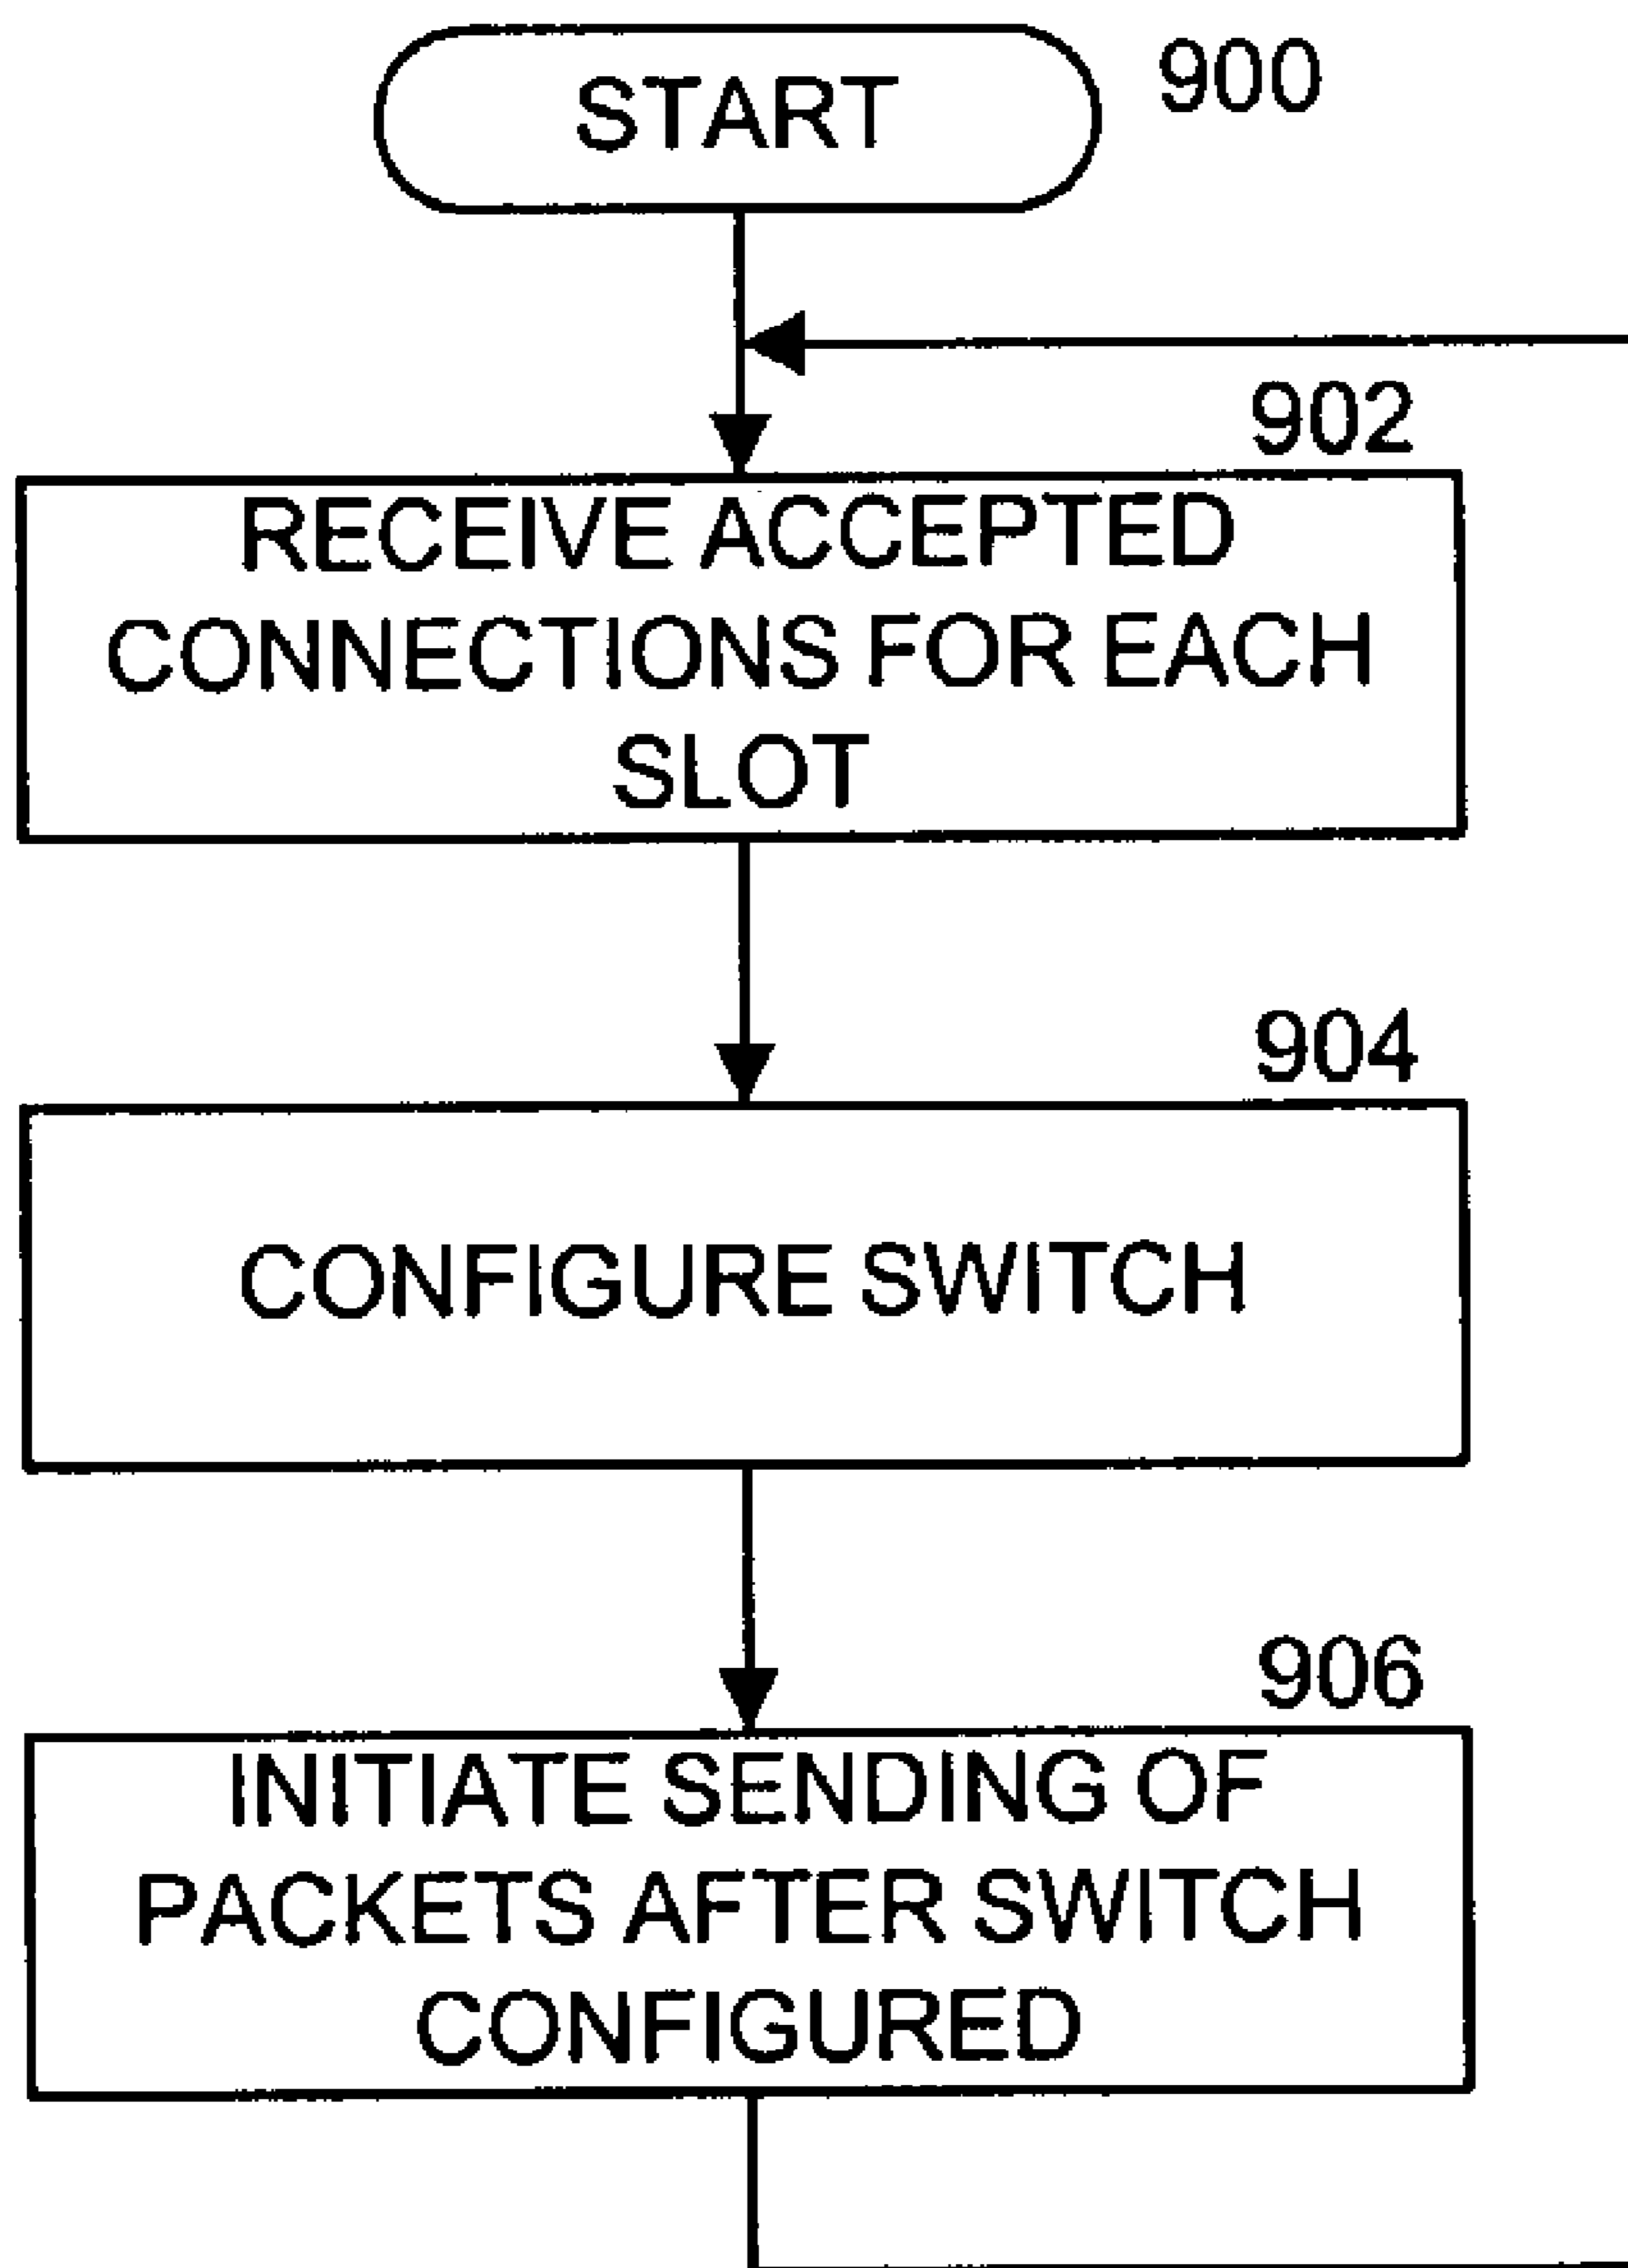 START
900
902
RECEIVE ACCEPTED
CONNECTIONS FOR EACH
SLOT
904
CONFIGURE SWITCH
906
INITIATE SENDING OF
PACKETS AFTER SWITCH
CONFIGURED